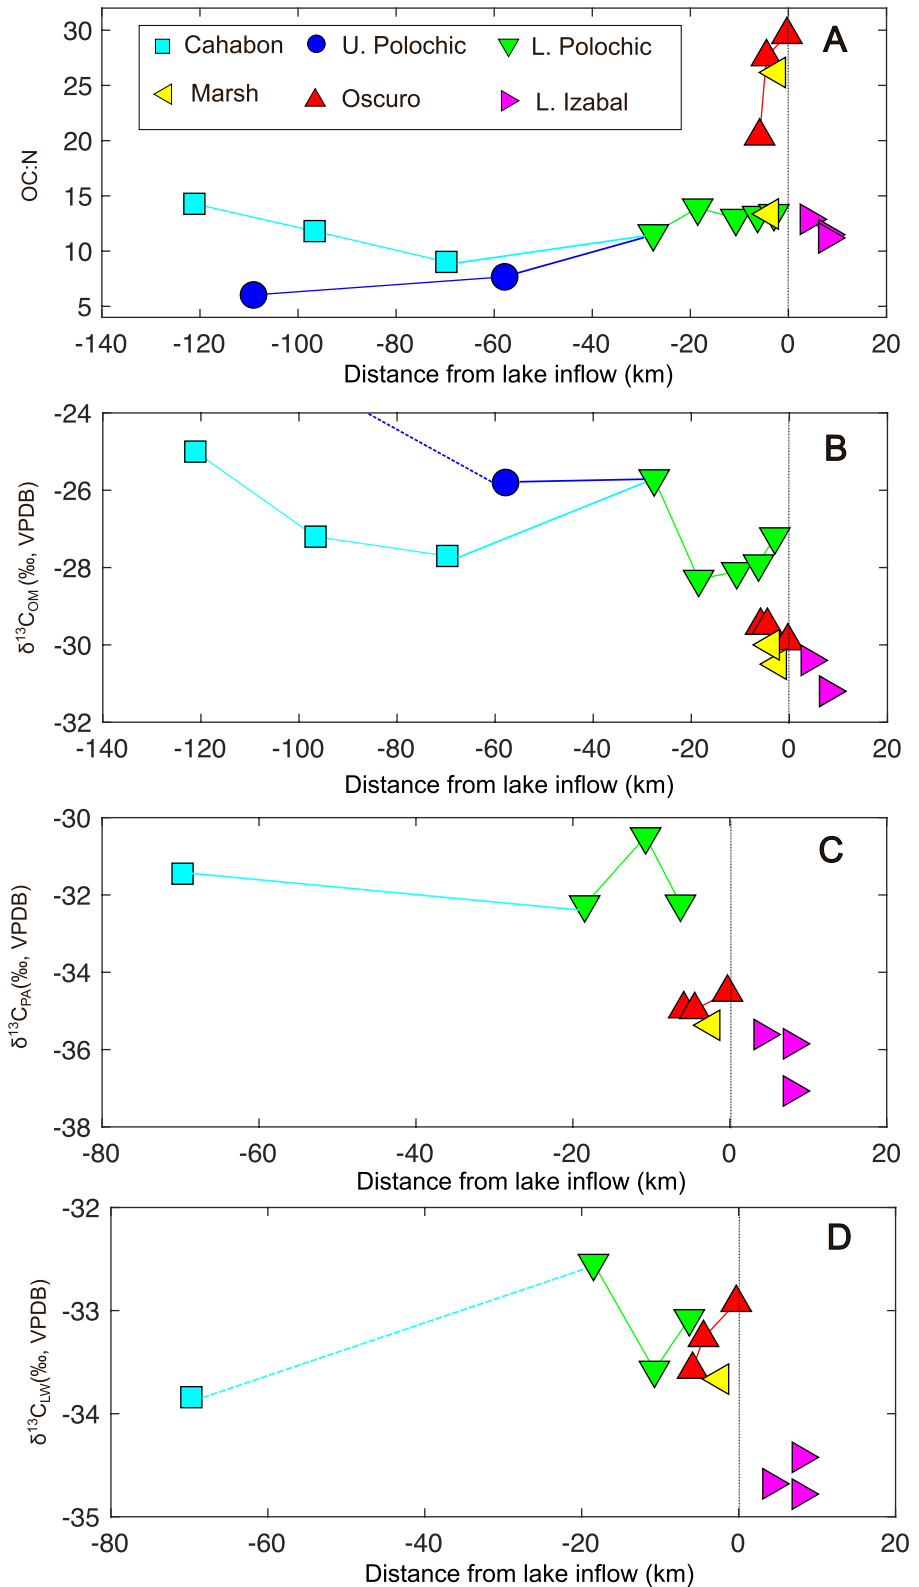 A
Cahabon U. Polochic L. Polochic
Marsh Oscuro L. Izabal
OC:N
30
25
20
15
10
5
-140 -120 -100 -80 -60 -40 -20 0 20
Distance from lake inflow (km)
B
δ13COM (‰, VPDB)
-24
-26
-28
-30
-32
-140 -120 -100 -80 -60 -40 -20 0 20
Distance from lake inflow (km)
C
δ13CPA(‰, VPDB)
-30
-32
-34
-36
-38
-80 -60 -40 -20 0 20
Distance from lake inflow (km)
D
δ13CLW(‰, VPDB)
-32
-33
-34
-35
-80 -60 -40 -20 0 20
Distance from lake inflow (km)